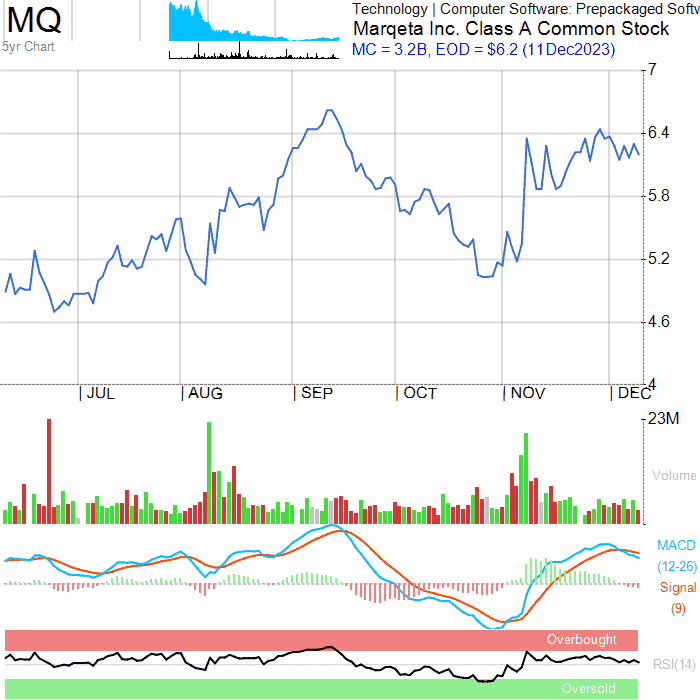 MQ
5yr Chart
Technology | Computer Software: Prepackaged Softw
Marqeta Inc. Class A Common Stock
MC = 3.2B, EOD = $6.2 (11Dec2023)
7
6.4
5.8
5.2
4.6
4
| JUL | AUG | SEP | OCT | NOV | DEC
23M
Volume
MACD
(12-26)
Signal
(9)
Overbought
RSI(14)
Oversold